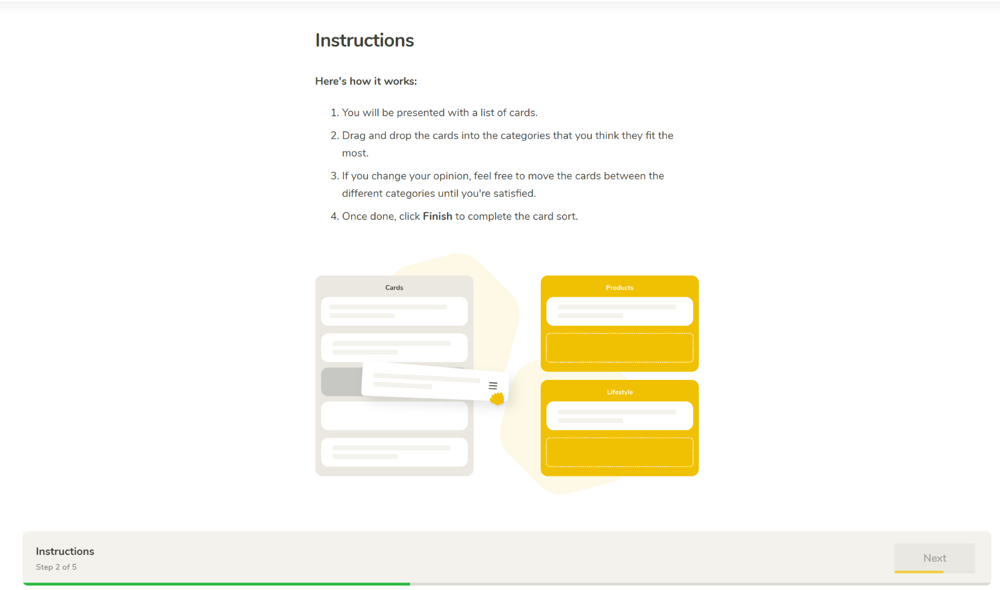 Instructions
Here's how it works:
1. You will be presented with a list of cards.
2. Drag and drop the cards into the categories that you think they fit the
most.
3. If you change your opinion, feel free to move the cards between the
different categories until you're satisfied.
4. Once done, click Finish to complete the card sort.
Cards
Products
Lifestyle
Instructions
Step 2 of 5
Next